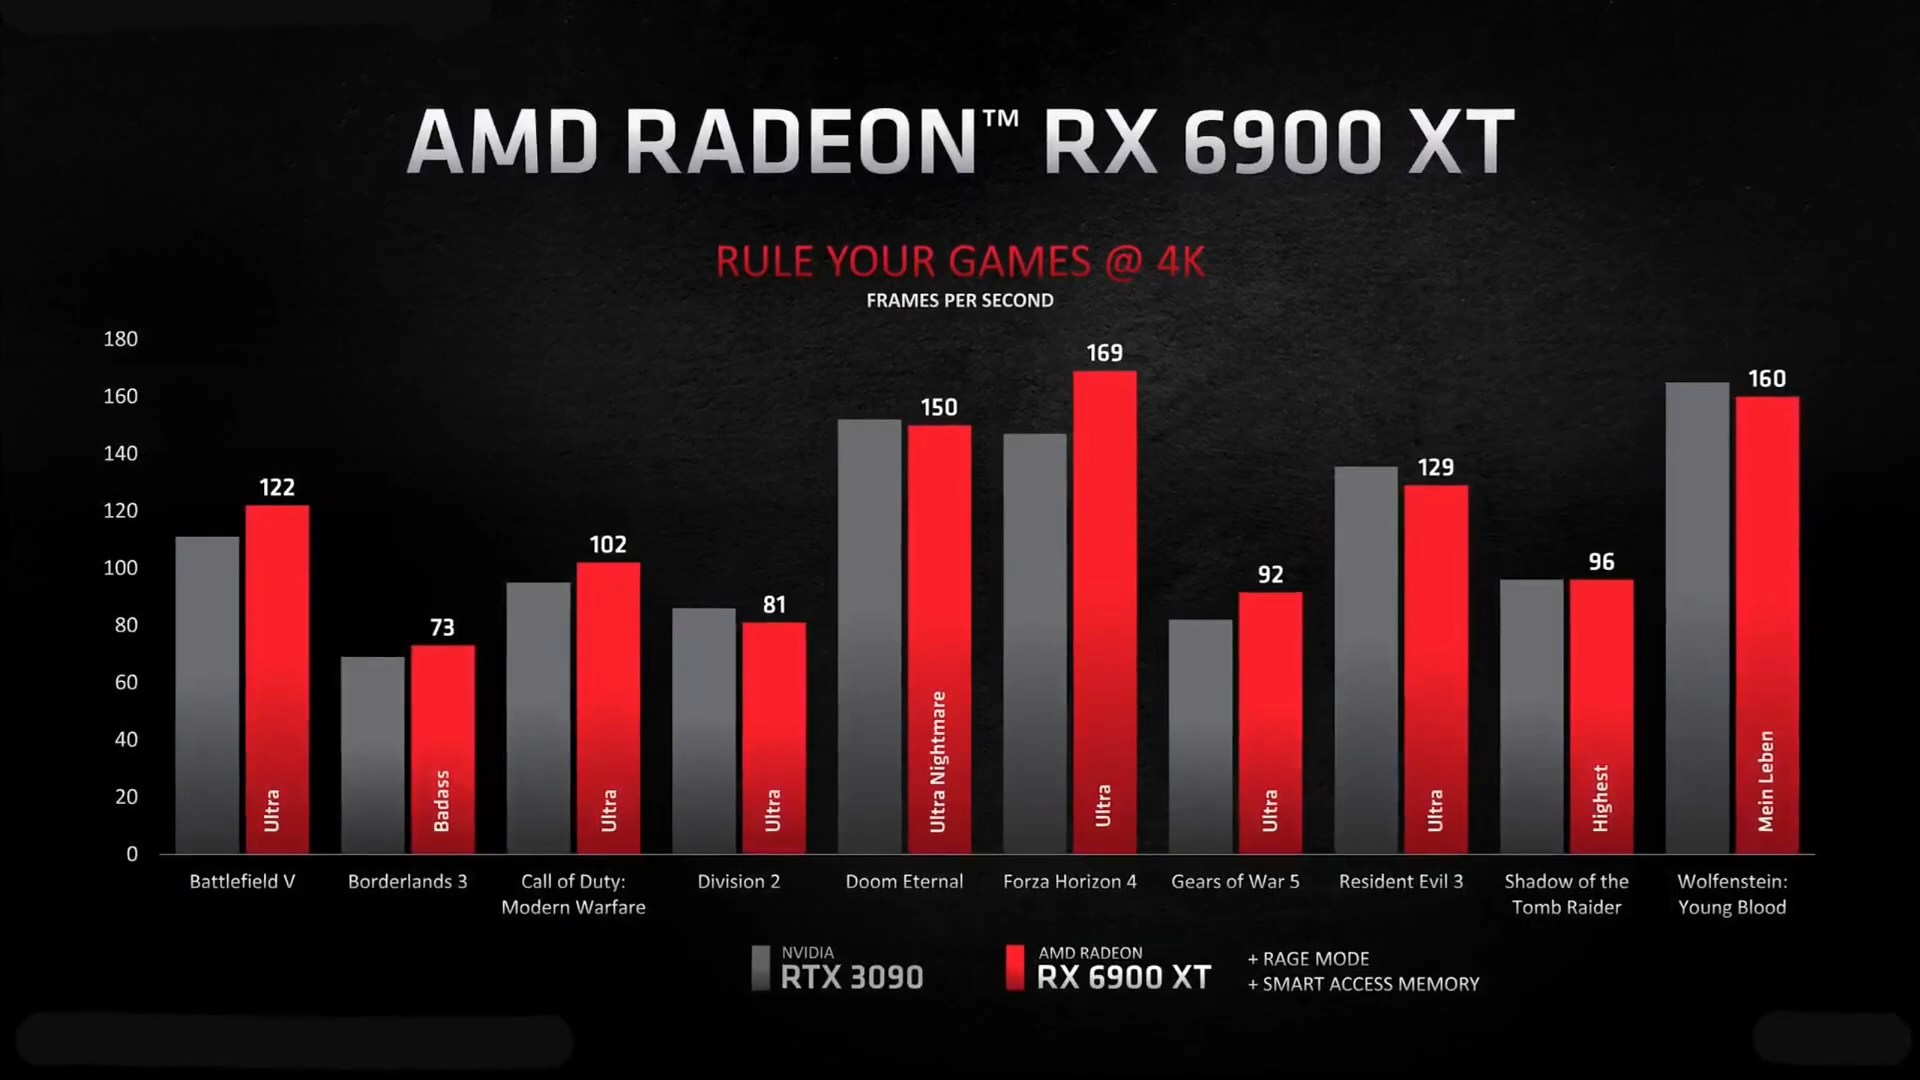 AMD RADEON™ RX 6900 XT
RULE YOUR GAMES @ 4K
FRAMES PER SECOND
180
160
140
120
100
80
60
40
20
0
122
73
102
81
150
169
92
129
96
160
Ultra
Badass
Ultra
Ultra
Ultra Nightmare
Ultra
Ultra
Ultra
Highest
Mein Leben
Battlefield V
Borderlands 3
Call of Duty:
Modern Warfare
Division 2
Doom Eternal
Forza Horizon 4
Gears of War 5
Resident Evil 3
Shadow of the
Tomb Raider
Wolfenstein:
Young Blood
NVIDIA
RTX 3090
AMD RADEON
RX 6900 XT
+ RAGE MODE
+ SMART ACCESS MEMORY